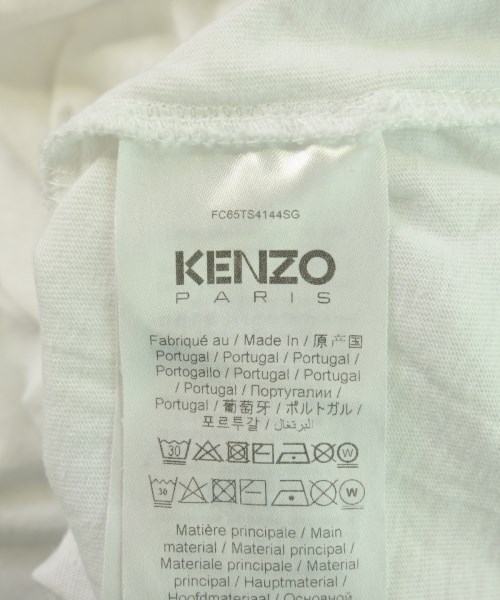 FC65TS4144SG
KENZO
PARIS
Fabriqué au / Made In / 原产国
Portugal / Portugal / Portugal /
Portogallo / Portugal / Portugal
/ Portugal / Португалии /
Portugal / 葡萄牙 / ポルトガル /
포르투갈 / البرتغال
30 W
30 W
Matière principale / Main
material / Material principal /
Materiale principale / Material
principal / Hauptmaterial /
Hoofdmateriaal / Основной